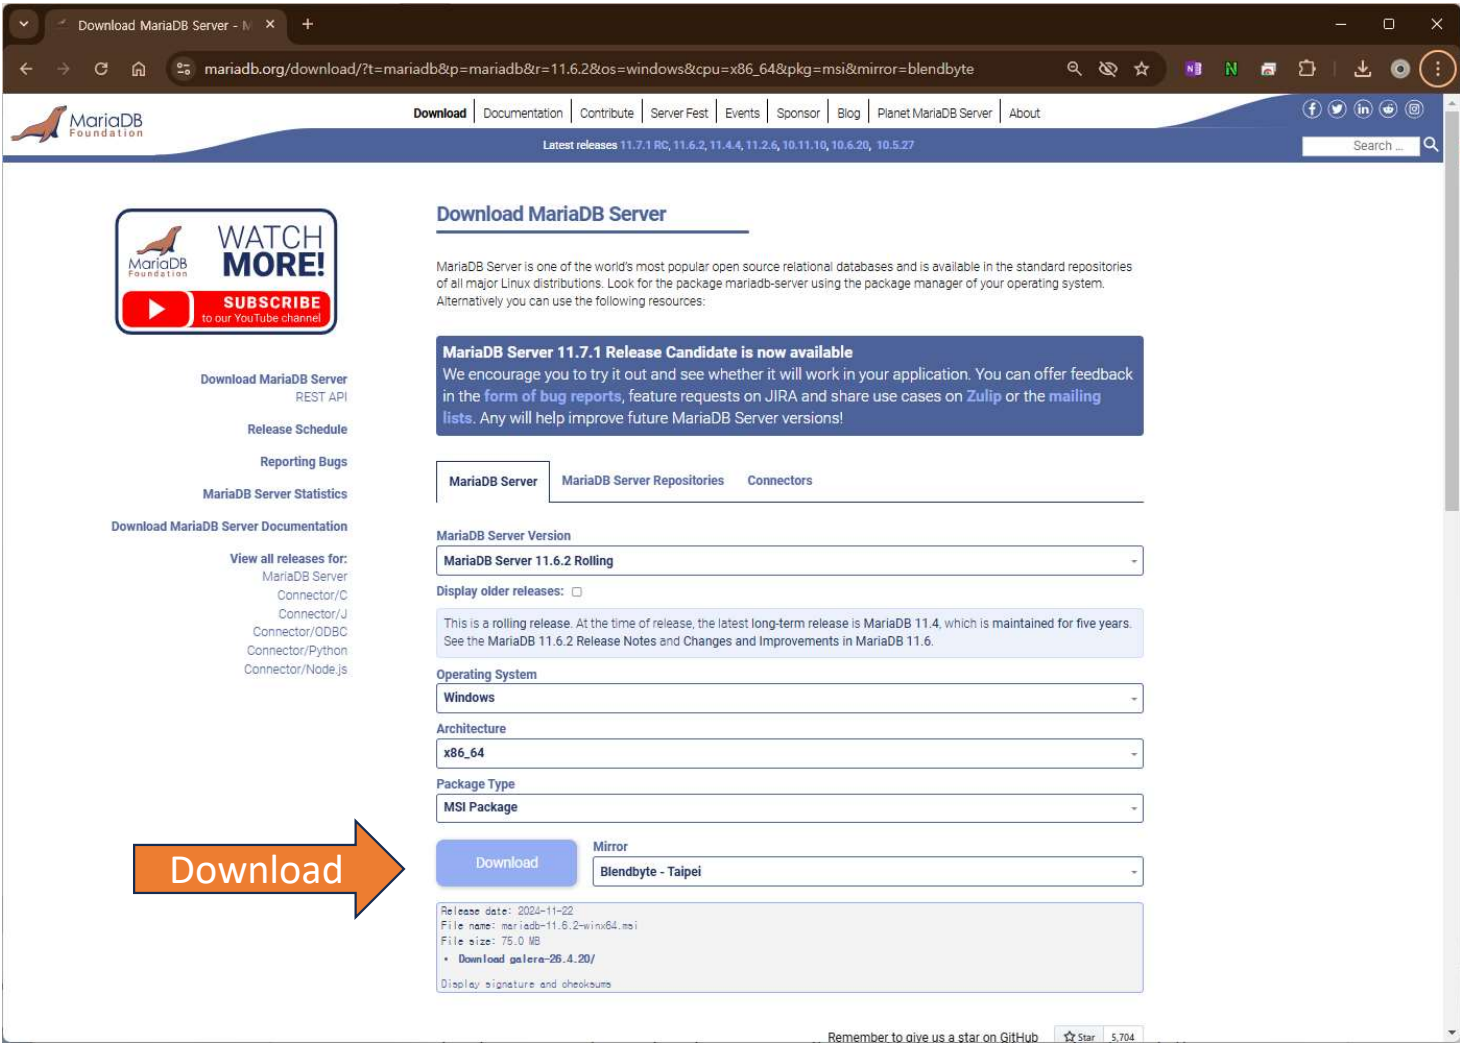 Download MariaDB Server - M
mariadb.org/download/?t=mariadb&p=mariadb&r=11.6.2&os=windows&cpu=x86_64&pkg=msi&mirror=blendbyte
MariaDB
Foundation
Download Documentation Contribute Server Fest Events Sponsor Blog Planet MariaDB Server About
Latest releases 11.7.1 RC, 11.6.2, 11.4.4, 11.2.6, 10.11.10, 10.6.20, 10.5.27
Search ...
WATCH
MORE!
MariaDB
Foundation
SUBSCRIBE
to our YouTube channel
Download MariaDB Server
REST API
Release Schedule
Reporting Bugs
MariaDB Server Statistics
Download MariaDB Server Documentation
View all releases for:
MariaDB Server
Connector/C
Connector/J
Connector/ODBC
Connector/Python
Connector/Node.js
Download MariaDB Server
MariaDB Server is one of the world's most popular open source relational databases and is available in the standard repositories
of all major Linux distributions. Look for the package mariadb-server using the package manager of your operating system.
Alternatively you can use the following resources:
MariaDB Server 11.7.1 Release Candidate is now available
We encourage you to try it out and see whether it will work in your application. You can offer feedback
in the form of bug reports, feature requests on JIRA and share use cases on Zulip or the mailing
lists. Any will help improve future MariaDB Server versions!
MariaDB Server MariaDB Server Repositories Connectors
MariaDB Server Version
MariaDB Server 11.6.2 Rolling
Display older releases:
This is a rolling release. At the time of release, the latest long-term release is MariaDB 11.4, which is maintained for five years.
See the MariaDB 11.6.2 Release Notes and Changes and Improvements in MariaDB 11.6.
Operating System
Windows
Architecture
x86_64
Package Type
MSI Package
Download
Download
Mirror
Blendbyte - Taipei
Release date: 2024-11-22
File name: mariadb-11.6.2-winx64.msi
File size: 75.0 MB
• Download galera-26.4.20/
Display signature and checksums
Remember to give us a star on GitHub Star 5,704